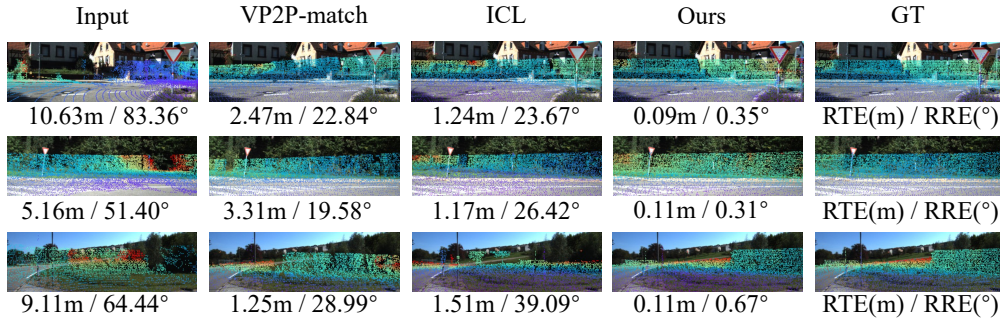 Input VP2P-match ICL Ours GT
10.63m / 83.36° 2.47m / 22.84° 1.24m / 23.67° 0.09m / 0.35° RTE(m) / RRE(°)
5.16m / 51.40° 3.31m / 19.58° 1.17m / 26.42° 0.11m / 0.31° RTE(m) / RRE(°)
9.11m / 64.44° 1.25m / 28.99° 1.51m / 39.09° 0.11m / 0.67° RTE(m) / RRE(°)